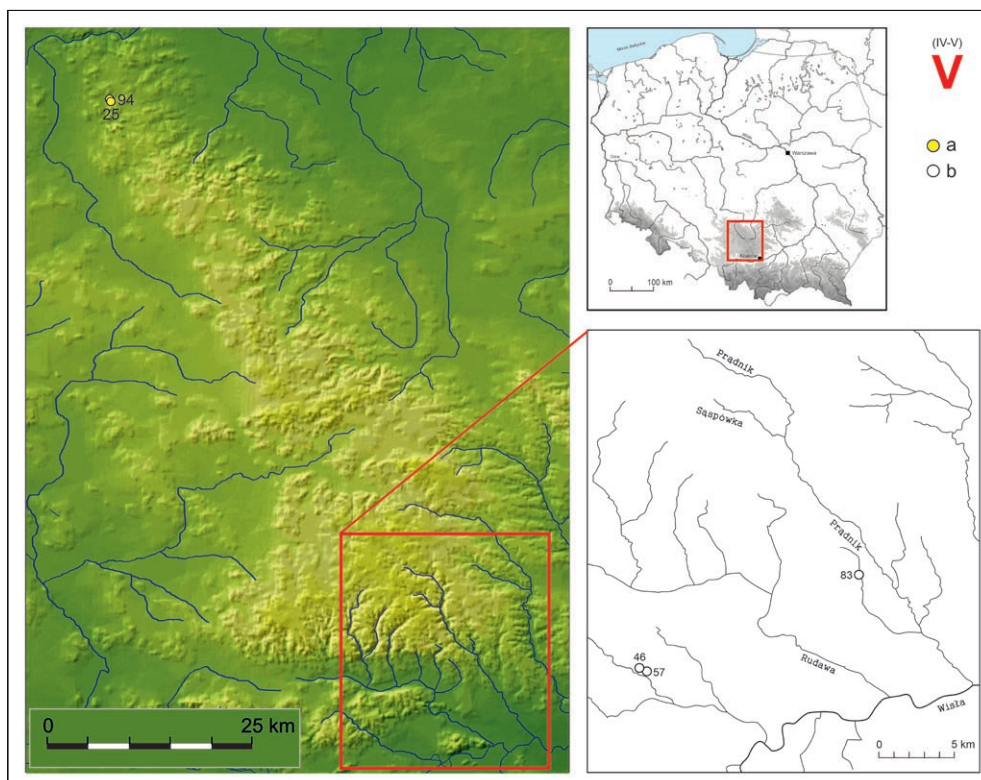 94
25
0 25 km
Morze Bałtyckie
Warszawa
Kraków
0 100 km
(IV-V)
V
a
b
Prądnik
Sąspówka
Prądnik
83
46
57
Rudawa
Wisła
0 5 km